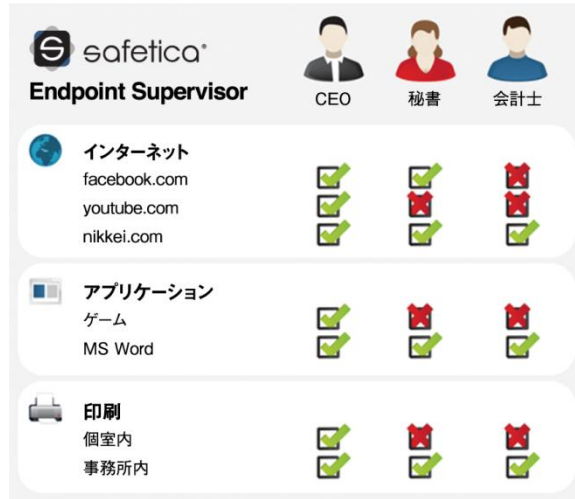 safetica
Endpoint Supervisor
CEO 秘書 会計士
インターネット
facebook.com
youtube.com
nikkei.com
アプリケーション
ゲーム
MS Word
印刷
個室内
事務所内